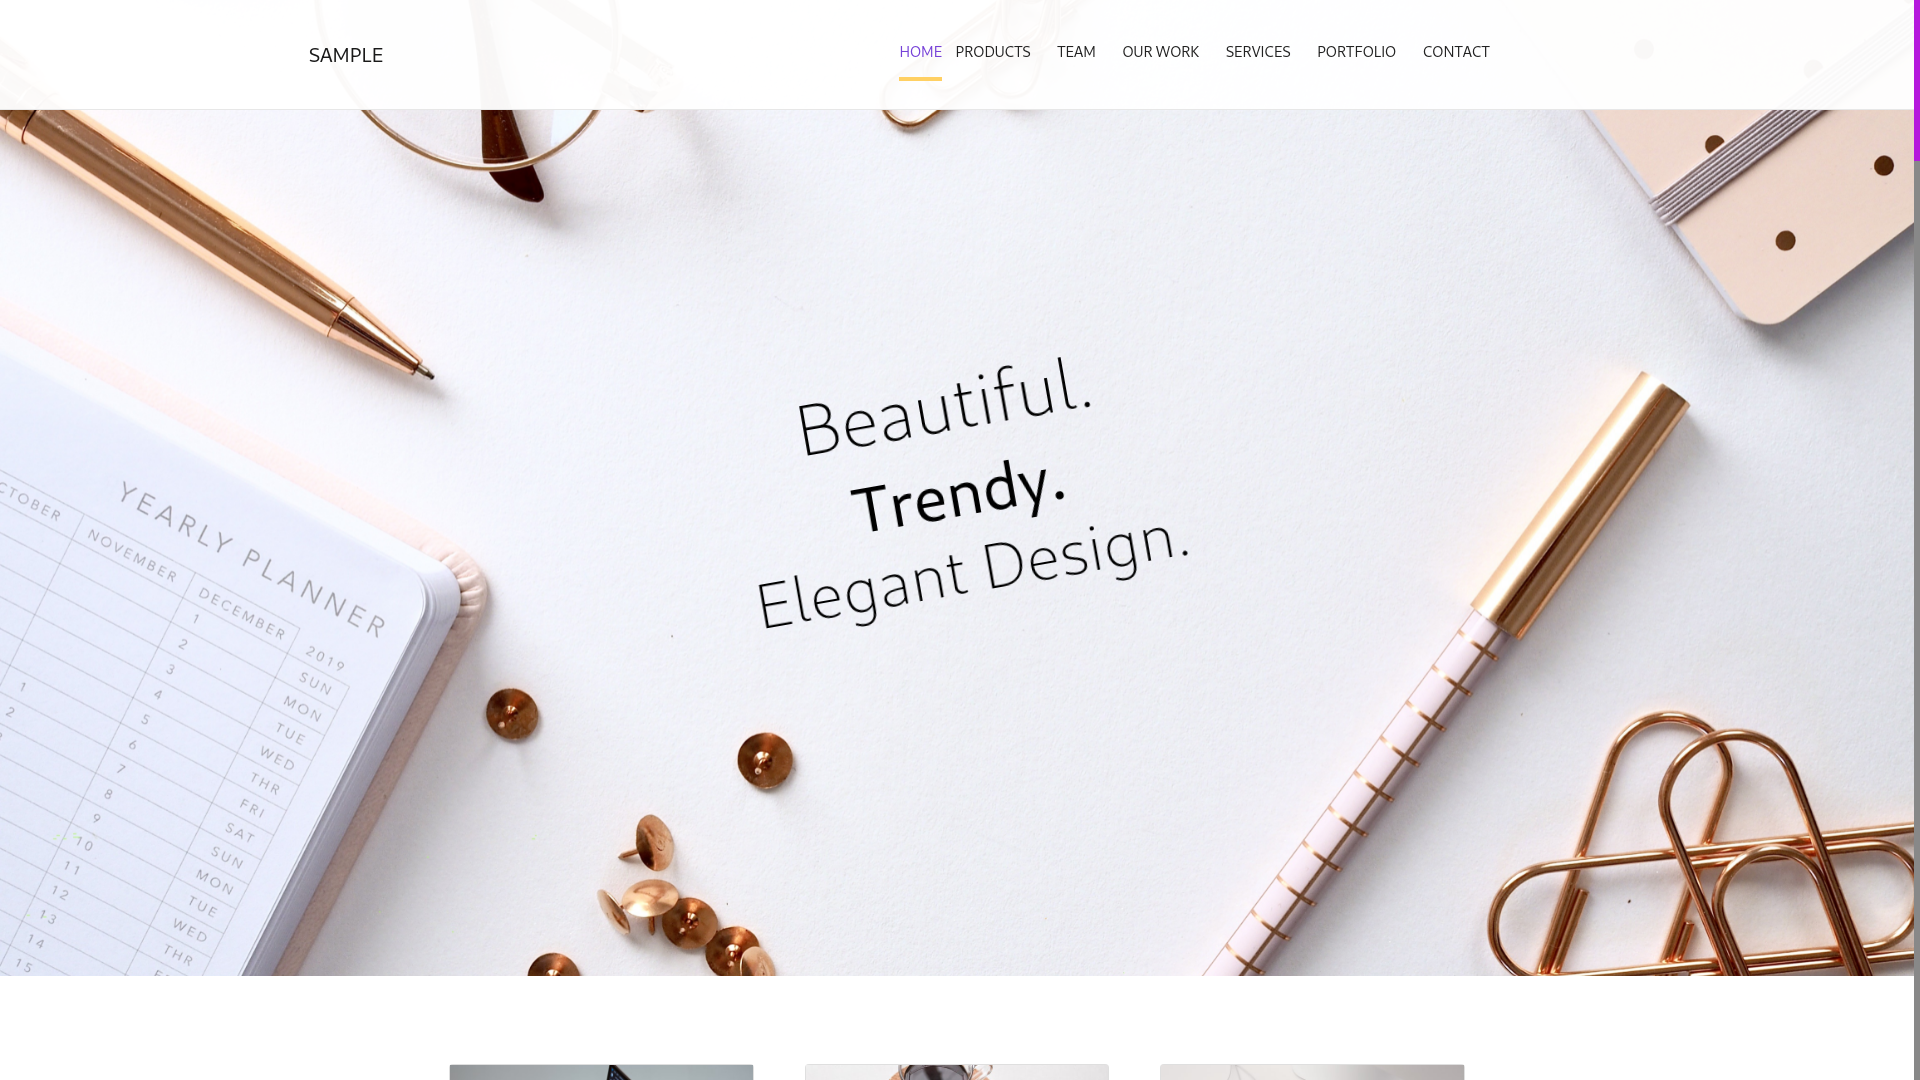 SAMPLE
HOME PRODUCTS TEAM OUR WORK SERVICES PORTFOLIO CONTACT
Beautiful.
Trendy.
Elegant Design.
YEARLY PLANNER
NOVEMBER
DECEMBER
2019
1
2
3
4
5
6
7
8
9
10
11
12
13
14
15
1
2
SUN
MON
TUE
WED
THR
FRI
SAT
SUN
MON
TUE
WED
THR